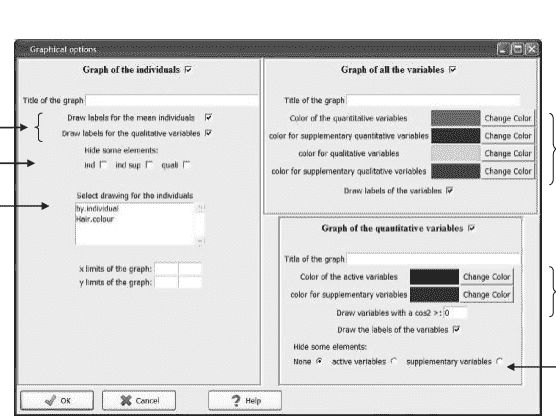 Graphical options
Graph of the individuals
Title of the graph
Draw labels for the mean individuals
Draw labels for the qualitative variables
Hide some elements:
ind ind sup quali
Select drawing for the individuals
by.individual
Hair.colour
x limits of the graph:
y limits of the graph:
Graph of all the variables
Title of the graph
Color of the quantitative variables Change Color
color for supplementary quantitative variables Change Color
color for qualitative variables Change Color
color for supplementary qualitative variables Change Color
Draw labels of the variables
Graph of the quantitative variables
Title of the graph
Color of the active variables Change Color
color for supplementary variables Change Color
Draw variables with a cos2 >: 0
Draw the labels of the variables
Hide some elements:
None active variables supplementary variables
OK Cancel ? Help